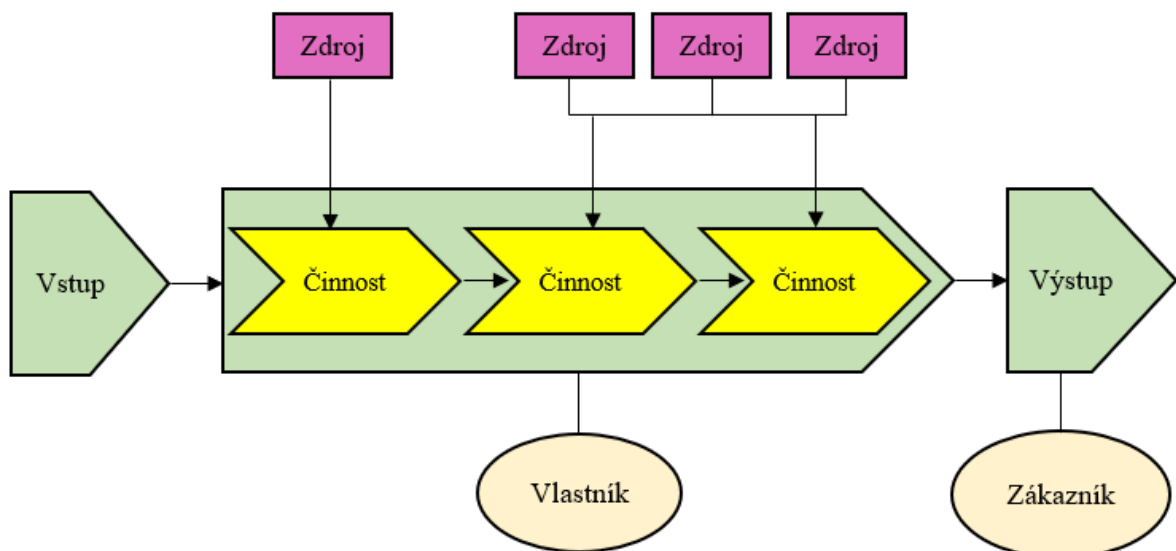 Zdroj
Zdroj
Zdroj
Zdroj
Vstup
Činnost
Činnost
Činnost
Výstup
Vlastník
Zákazník